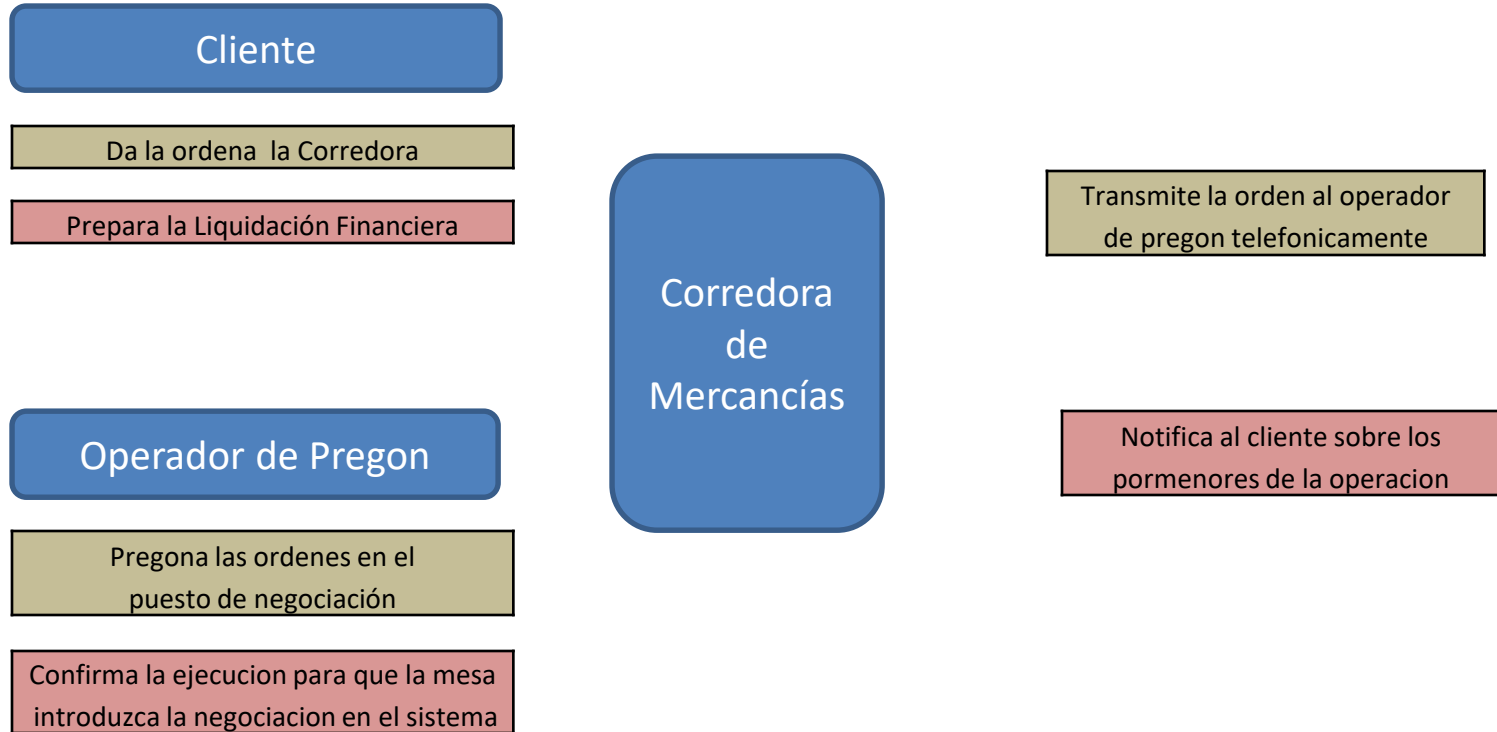 Cliente
Da la ordena la Corredora
Prepara la Liquidación Financiera
Operador de Pregon
Pregona las ordenes en el
puesto de negociación
Confirma la ejecucion para que la mesa
introduzca la negociacion en el sistema
Corredora
de
Mercancías
Transmite la orden al operador
de pregon telefonicamente
Notifica al cliente sobre los
pormenores de la operacion